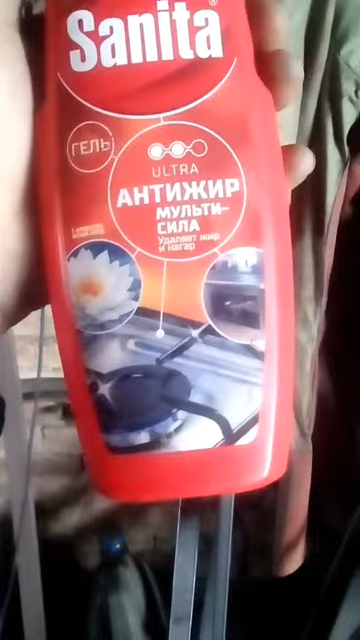 Sanita®
ГЕЛЬ
ULTRA
АНТИЖИР
МУЛЬТИ-
СИЛА
Удаляет жир
и нагар